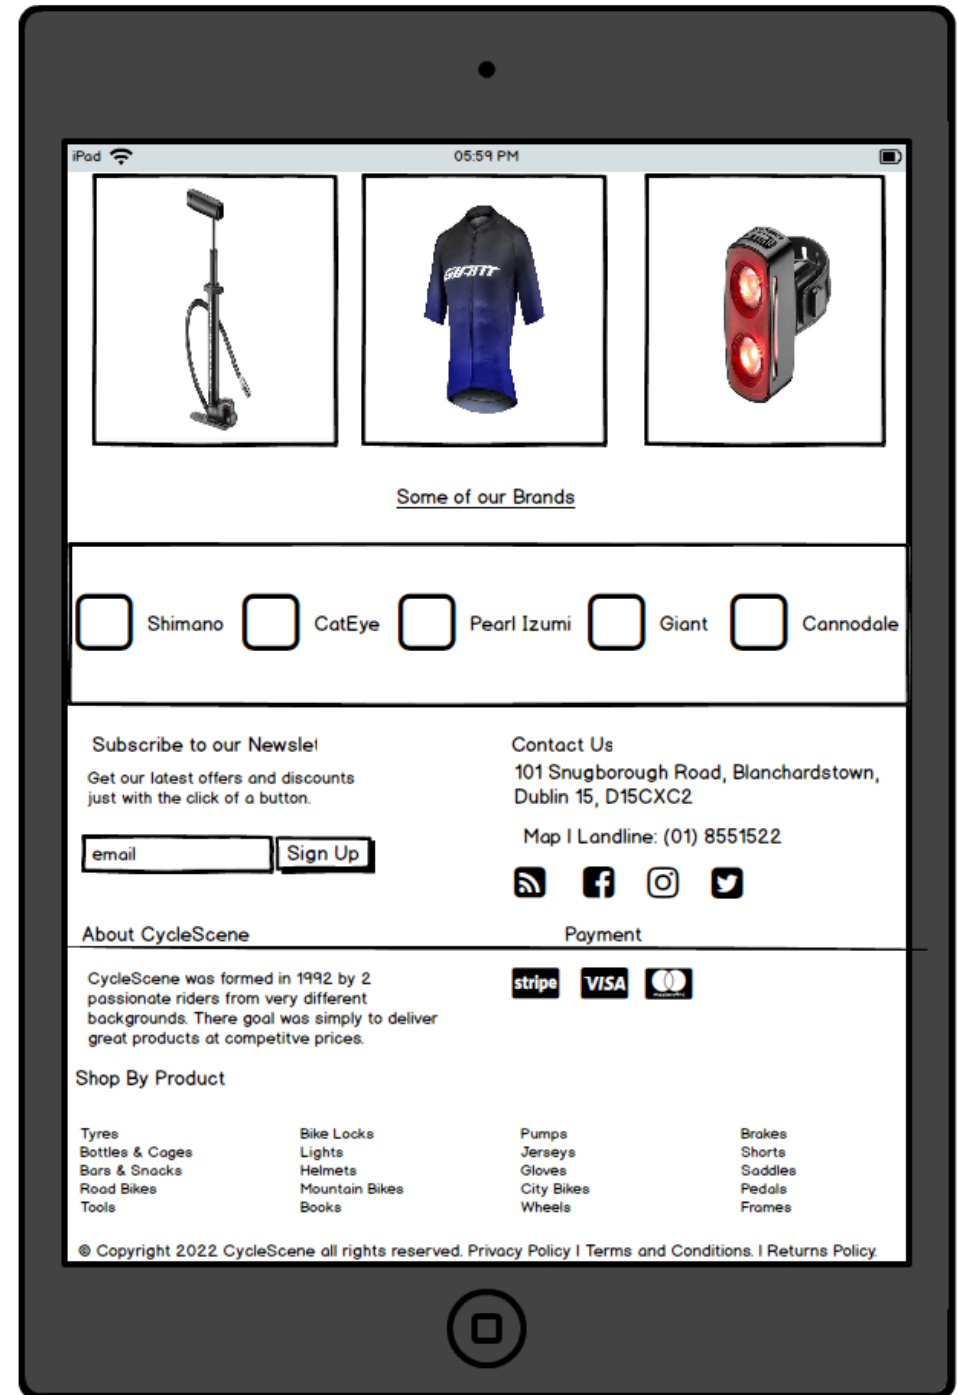 iPad
05:59 PM
GIANT
Some of our Brands
Shimano
CatEye
Pearl Izumi
Giant
Cannodale
Subscribe to our Newslet
Get our latest offers and discounts
just with the click of a button.
email
Sign Up
Contact Us
101 Snugborough Road, Blanchardstown,
Dublin 15, D15CXC2
Map I Landline: (01) 8551522
About CycleScene
CycleScene was formed in 1992 by 2
passionate riders from very different
backgrounds. There goal was simply to deliver
great products at competitve prices.
Payment
stripe
VISA
Shop By Product
Tyres
Bottles & Cages
Bars & Snacks
Road Bikes
Tools
Bike Locks
Lights
Helmets
Mountain Bikes
Books
Pumps
Jerseys
Gloves
City Bikes
Wheels
Brakes
Shorts
Saddles
Pedals
Frames
© Copyright 2022 CycleScene all rights reserved. Privacy Policy I Terms and Conditions. I Returns Policy.